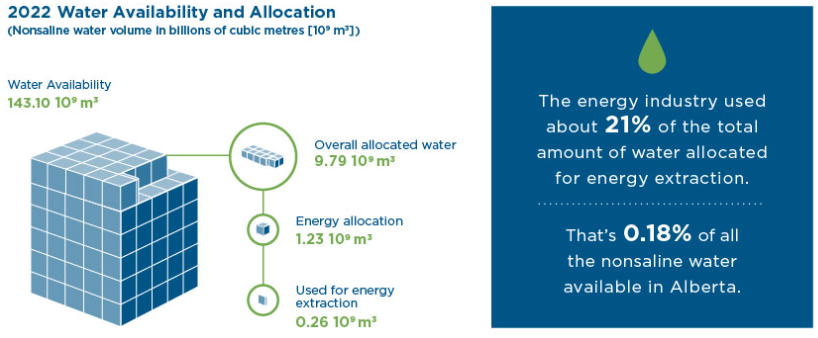 2022 Water Availability and Allocation
(Nonsaline water volume in billions of cubic metres [10⁹ m³])
Water Availability
143.10 10⁹ m³
Overall allocated water
9.79 10⁹ m³
Energy allocation
1.23 10⁹ m³
Used for energy
extraction
0.26 10⁹ m³
The energy industry used
about 21% of the total
amount of water allocated
for energy extraction.
That's 0.18% of all
the nonsaline water
available in Alberta.